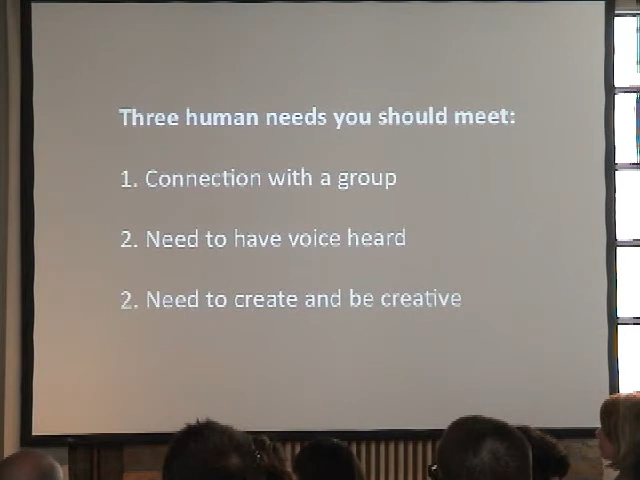 Three human needs you should meet:
1. Connection with a group
2. Need to have voice heard
2. Need to create and be creative